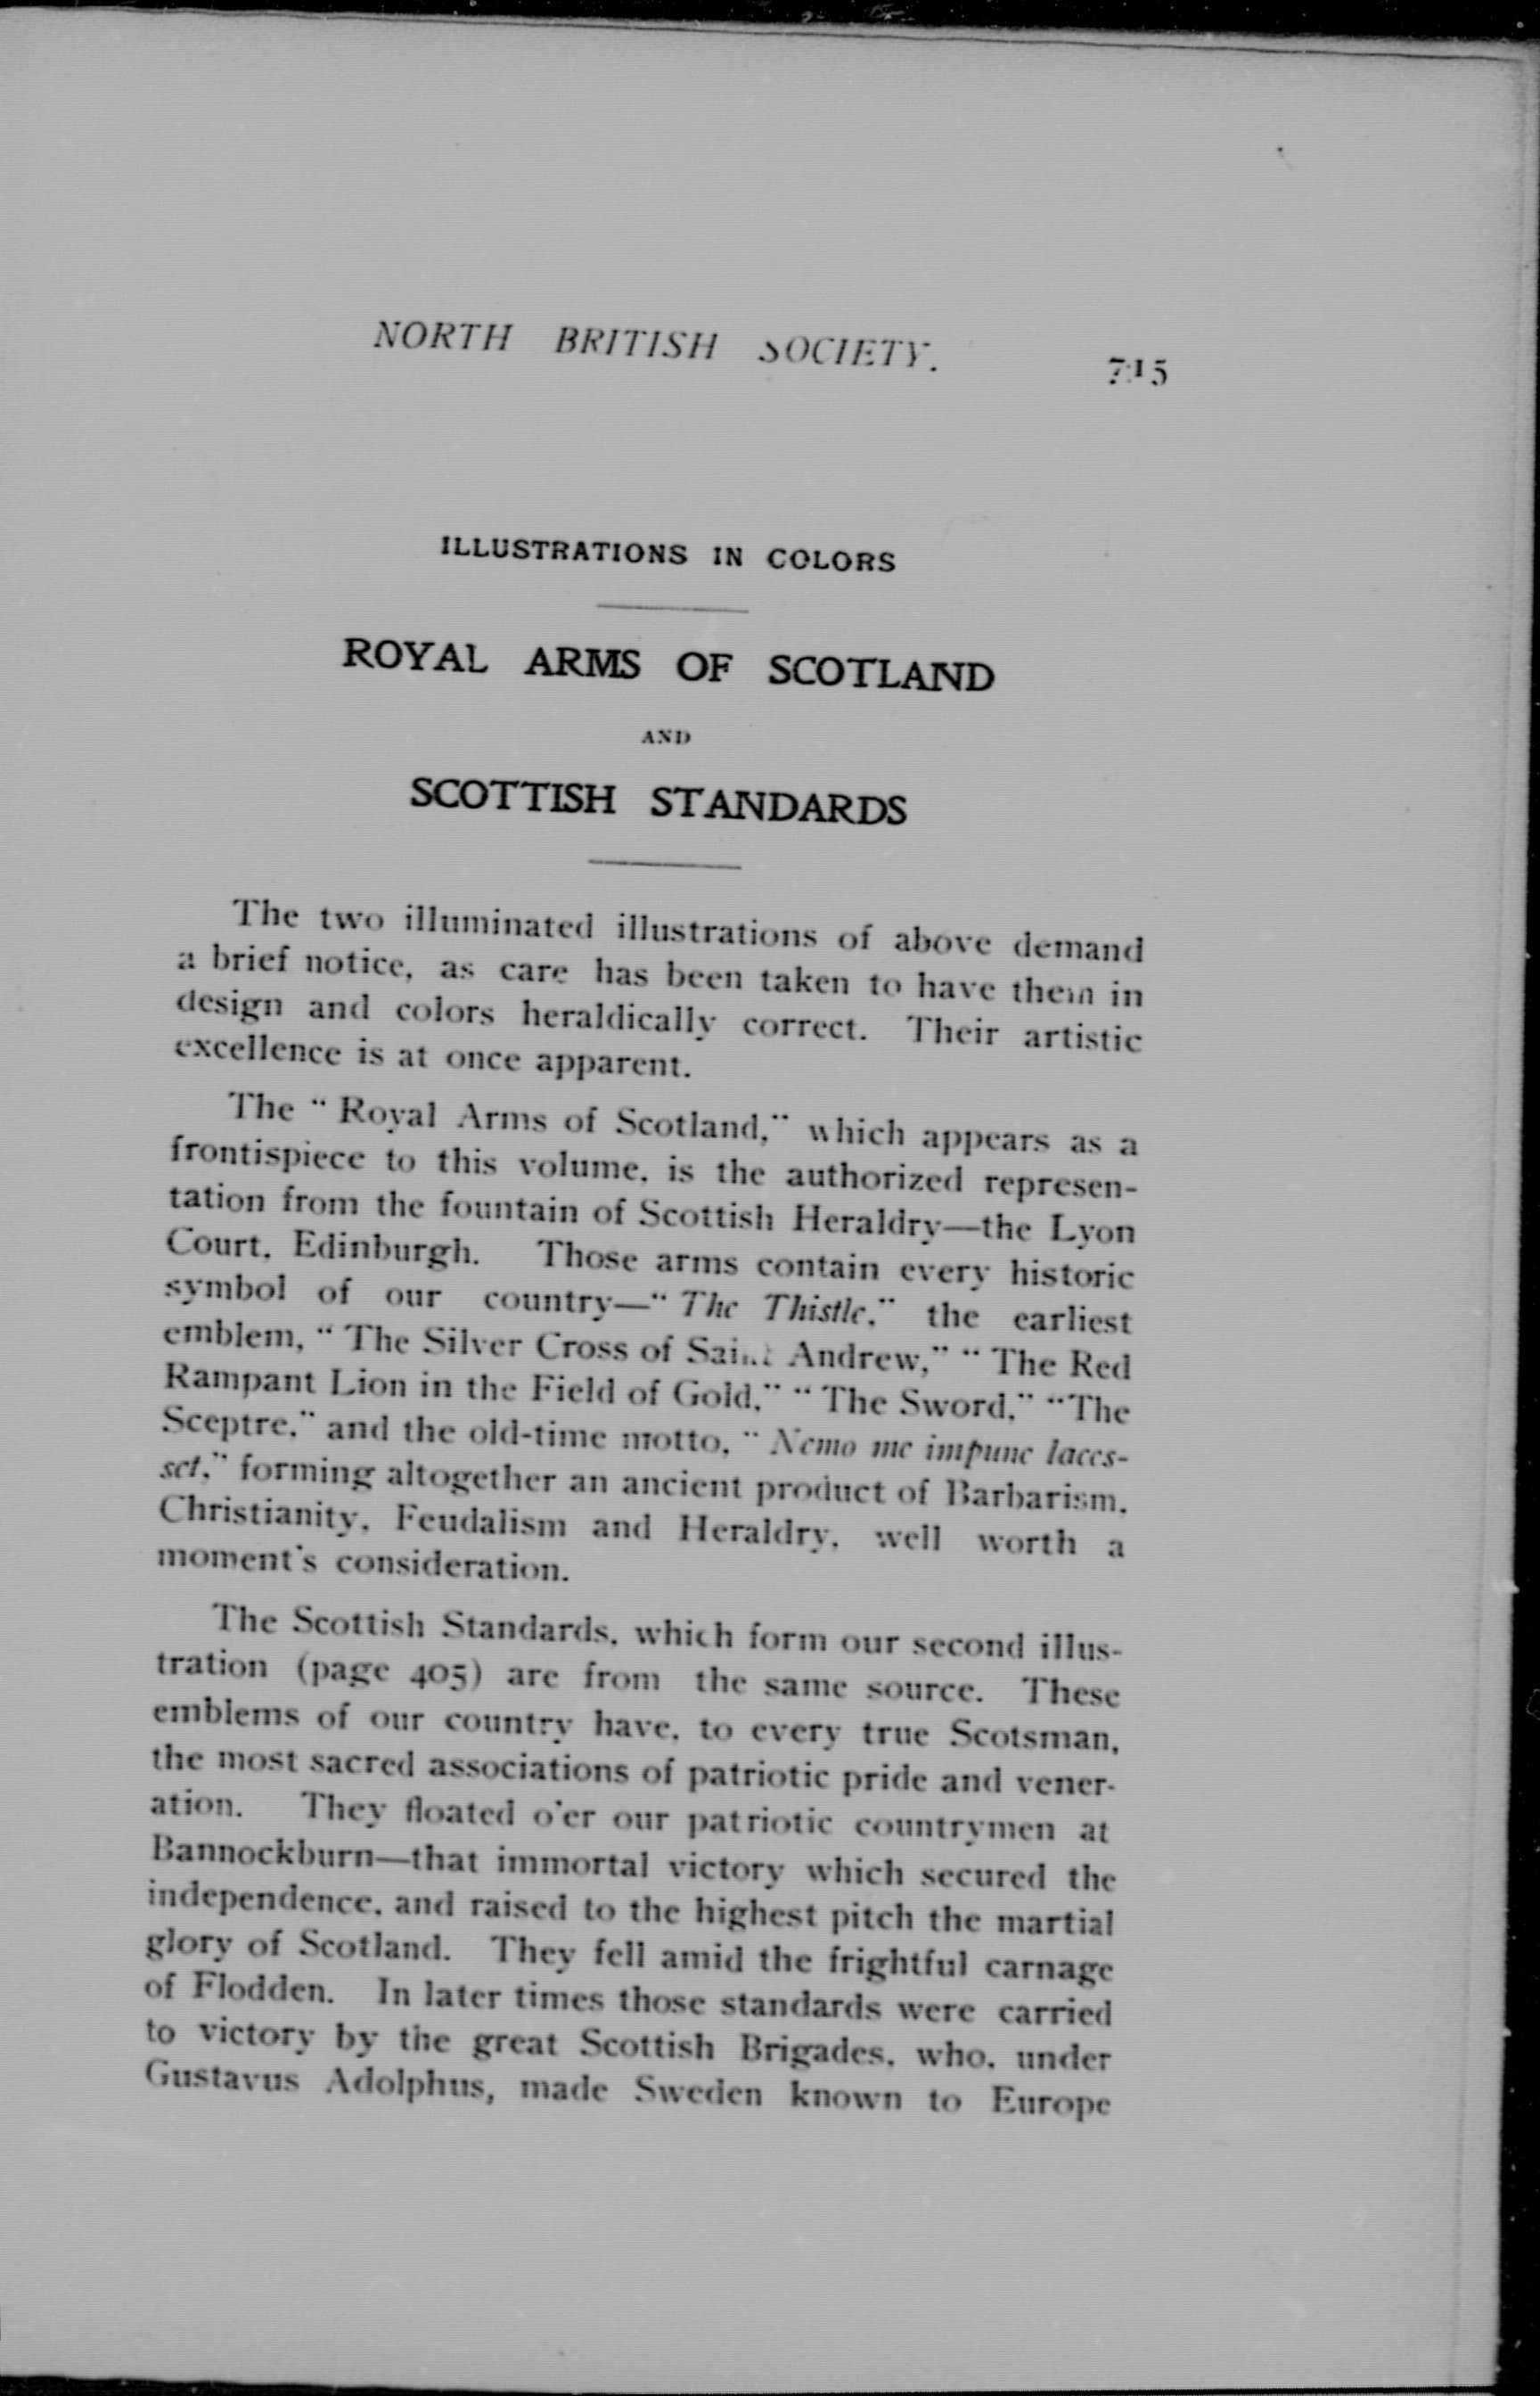 NORTH BRITISH SOCIETY. 715
ILLUSTRATIONS IN COLORS
ROYAL ARMS OF SCOTLAND
AND
SCOTTISH STANDARDS
The two illuminated illustrations of above demand
a brief notice, as care has been taken to have them in
design and colors heraldically correct. Their artistic
excellence is at once apparent.
The “ Royal Arms of Scotland,” which appears as a
frontispiece to this volume, is the authorized represen-
tation from the fountain of Scottish Heraldry—the Lyon
Court, Edinburgh. Those arms contain every historic
symbol of our country—“ The Thistle,” the earliest
emblem, “ The Silver Cross of Saint Andrew,” “ The Red
Rampant Lion in the Field of Gold,” “ The Sword,” “The
Sceptre,” and the old-time motto, “ Nemo me impune laces-
set,” forming altogether an ancient product of Barbarism,
Christianity, Feudalism and Heraldry, well worth a
moment's consideration.
The Scottish Standards, which form our second illus-
tration (page 405) are from the same source. These
emblems of our country have, to every true Scotsman,
the most sacred associations of patriotic pride and vener-
ation. They floated o'er our patriotic countrymen at
Bannockburn—that immortal victory which secured the
independence, and raised to the highest pitch the martial
glory of Scotland. They fell amid the frightful carnage
of Flodden. In later times those standards were carried
to victory by the great Scottish Brigades, who, under
Gustavus Adolphus, made Sweden known to Europe